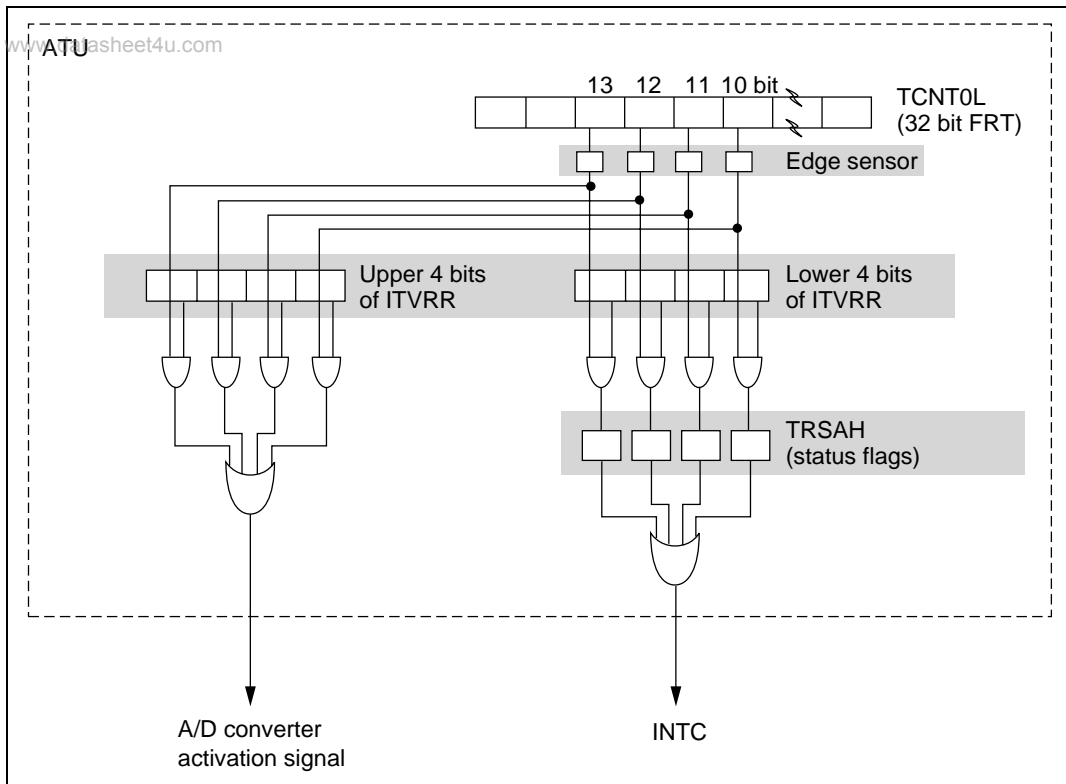 www.datasheet4u.com
ATU
13 12 11 10 bit
TCNT0L
(32 bit FRT)
Edge sensor
Upper 4 bits
of ITVRR
Lower 4 bits
of ITVRR
TRSAH
(status flags)
A/D converter
activation signal
INTC